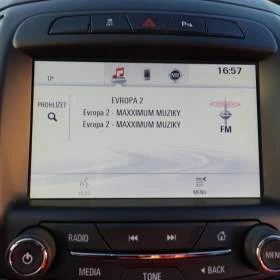 TP
16:57
PROHLÍŽET
EVROPA 2
Evropa 2 - MAXXIMUM MUZIKY
Evropa 2 - MAXXIMUM MUZIKY
FM
MENU
RADIO
BACK
MEDIA
TONE